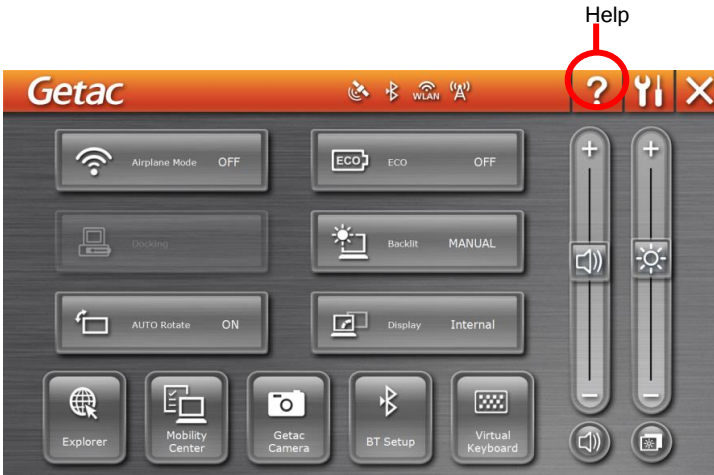 Help
Getac WLAN ?
Airplane Mode OFF
ECO ECO OFF
+ +
Docking
Backlit MANUAL
AUTO Rotate ON
Display Internal
- -
Explorer
Mobility
Center
Getac
Camera
BT Setup
Virtual
Keyboard